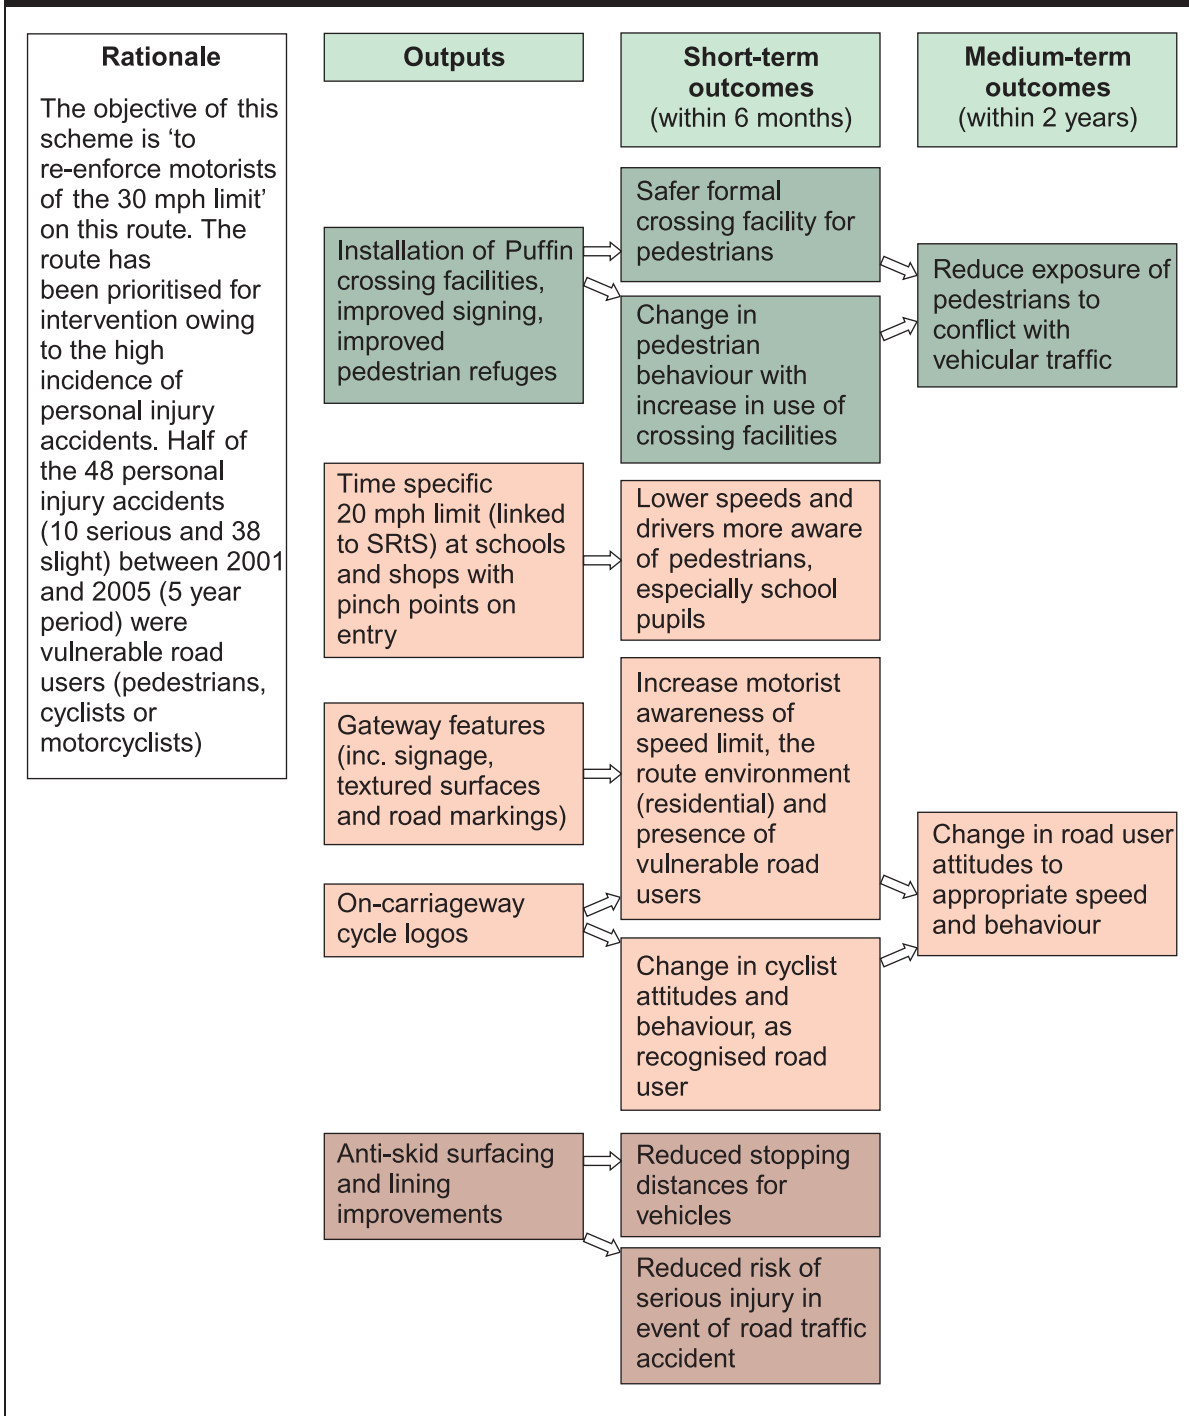 Rationale
The objective of this
scheme is ‘to
re-enforce motorists
of the 30 mph limit’
on this route. The
route has
been prioritised for
intervention owing
to the high
incidence of
personal injury
accidents. Half of
the 48 personal
injury accidents
(10 serious and 38
slight) between 2001
and 2005 (5 year
period) were
vulnerable road
users (pedestrians,
cyclists or
motorcyclists)
Outputs
Short-term
outcomes
(within 6 months)
Medium-term
outcomes
(within 2 years)
Installation of Puffin
crossing facilities,
improved signing,
improved
pedestrian refuges
Safer formal
crossing facility for
pedestrians
Change in
pedestrian
behaviour with
increase in use of
crossing facilities
Reduce exposure of
pedestrians to
conflict with
vehicular traffic
Time specific
20 mph limit (linked
to SRtS) at schools
and shops with
pinch points on
entry
Lower speeds and
drivers more aware
of pedestrians,
especially school
pupils
Gateway features
(inc. signage,
textured surfaces
and road markings)
Increase motorist
awareness of
speed limit, the
route environment
(residential) and
presence of
vulnerable road
users
On-carriageway
cycle logos
Change in cyclist
attitudes and
behaviour, as
recognised road
user
Change in road user
attitudes to
appropriate speed
and behaviour
Anti-skid surfacing
and lining
improvements
Reduced stopping
distances for
vehicles
Reduced risk of
serious injury in
event of road traffic
accident